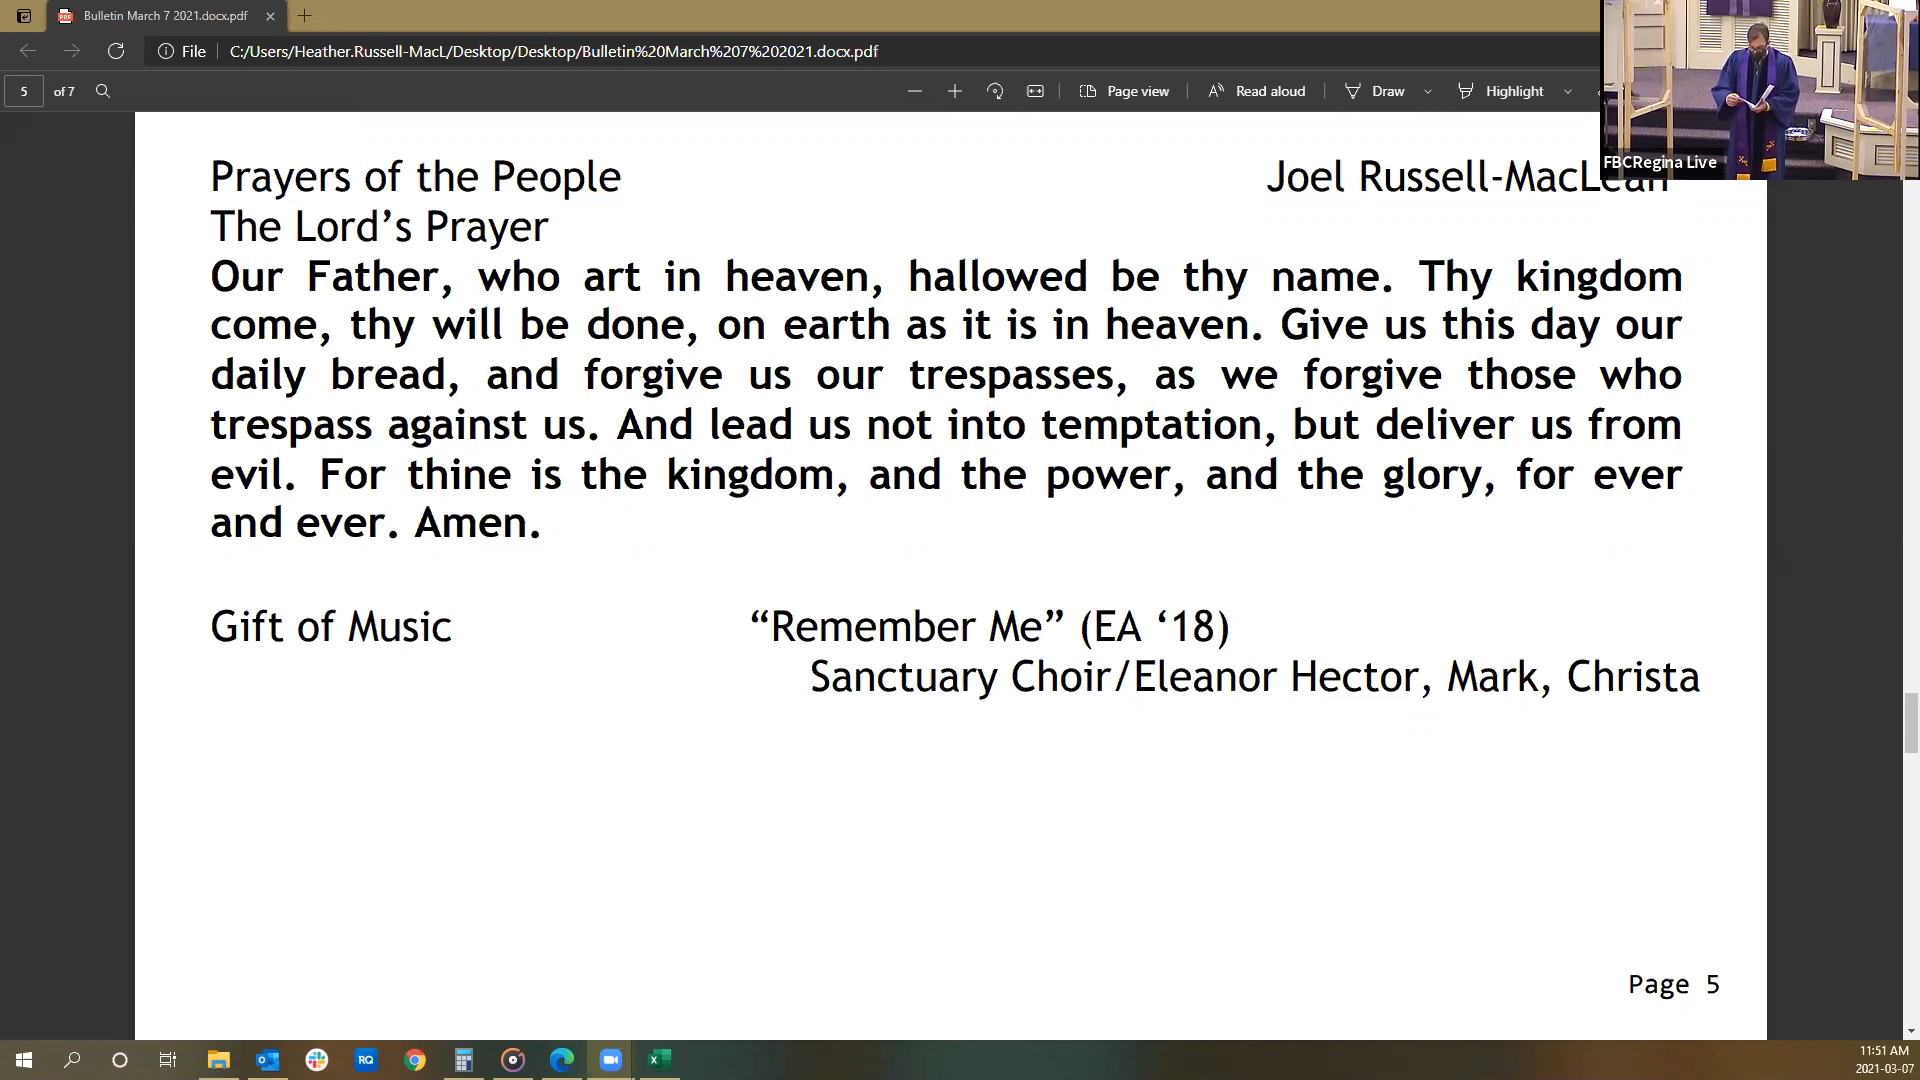 Bulletin March 7 2021.docx.pdf
File
C:/Users/Heather.Russell-MacL/Desktop/Desktop/Bulletin%20March%207%202021.docx.pdf
5 of 7
Page view
Read aloud
Draw
Highlight
FBCRegina Live
Prayers of the People Joel Russell-MacLean
The Lord’s Prayer
Our Father, who art in heaven, hallowed be thy name. Thy kingdom
come, thy will be done, on earth as it is in heaven. Give us this day our
daily bread, and forgive us our trespasses, as we forgive those who
trespass against us. And lead us not into temptation, but deliver us from
evil. For thine is the kingdom, and the power, and the glory, for ever
and ever. Amen.
Gift of Music “Remember Me” (EA ‘18)
Sanctuary Choir/Eleanor Hector, Mark, Christa
Page 5
RQ
11:51 AM
2021-03-07